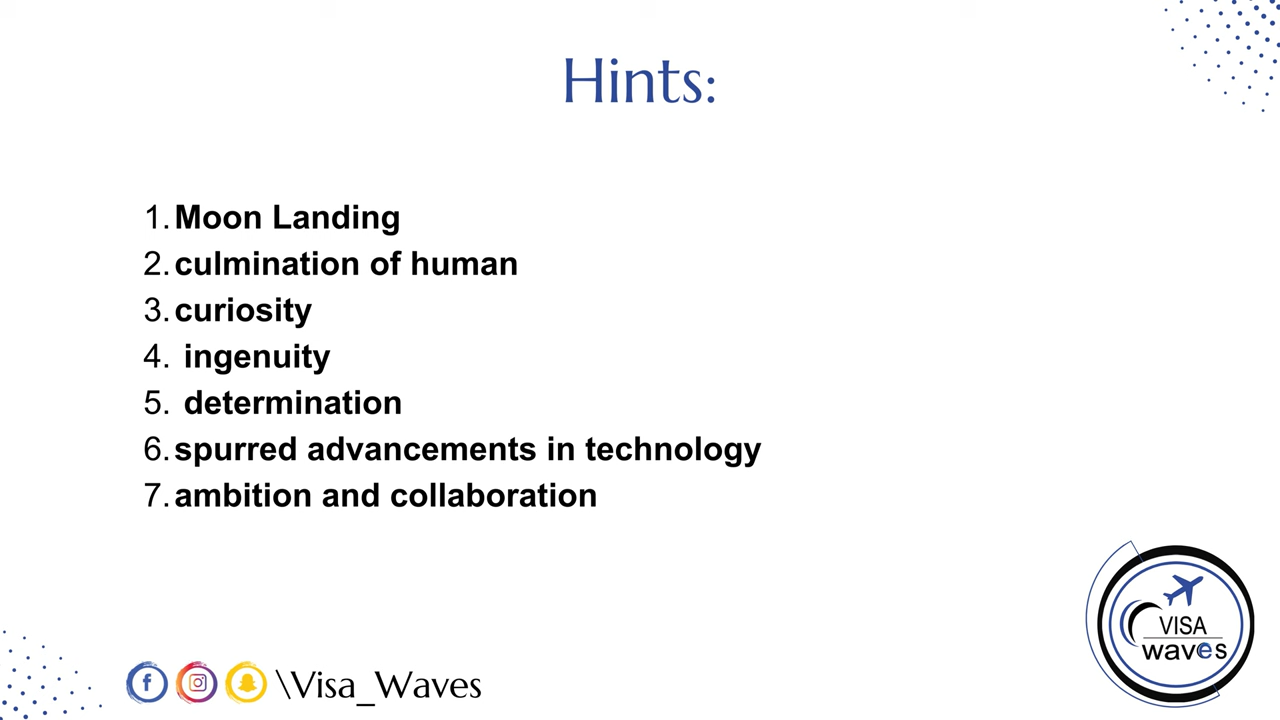 Hints:
1. Moon Landing
2. culmination of human
3. curiosity
4. ingenuity
5. determination
6. spurred advancements in technology
7. ambition and collaboration
VISA
waves
\Visa_Waves